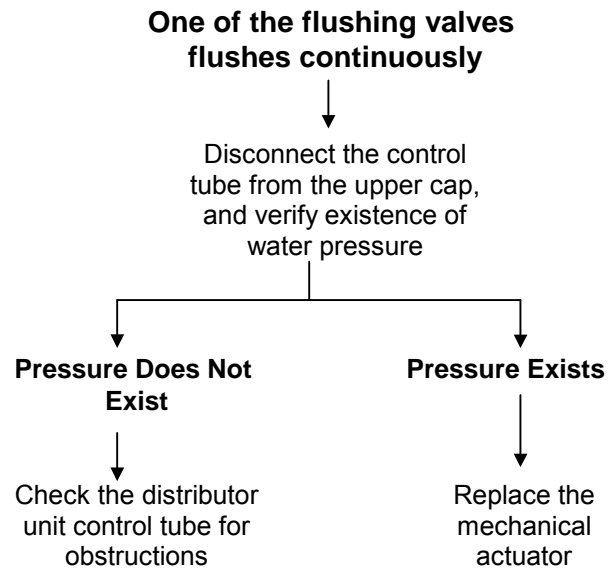 One of the flushing valves
flushes continuously
Disconnect the control
tube from the upper cap,
and verify existence of
water pressure
Pressure Does Not
Exist
Pressure Exists
Check the distributor
unit control tube for
obstructions
Replace the
mechanical
actuator